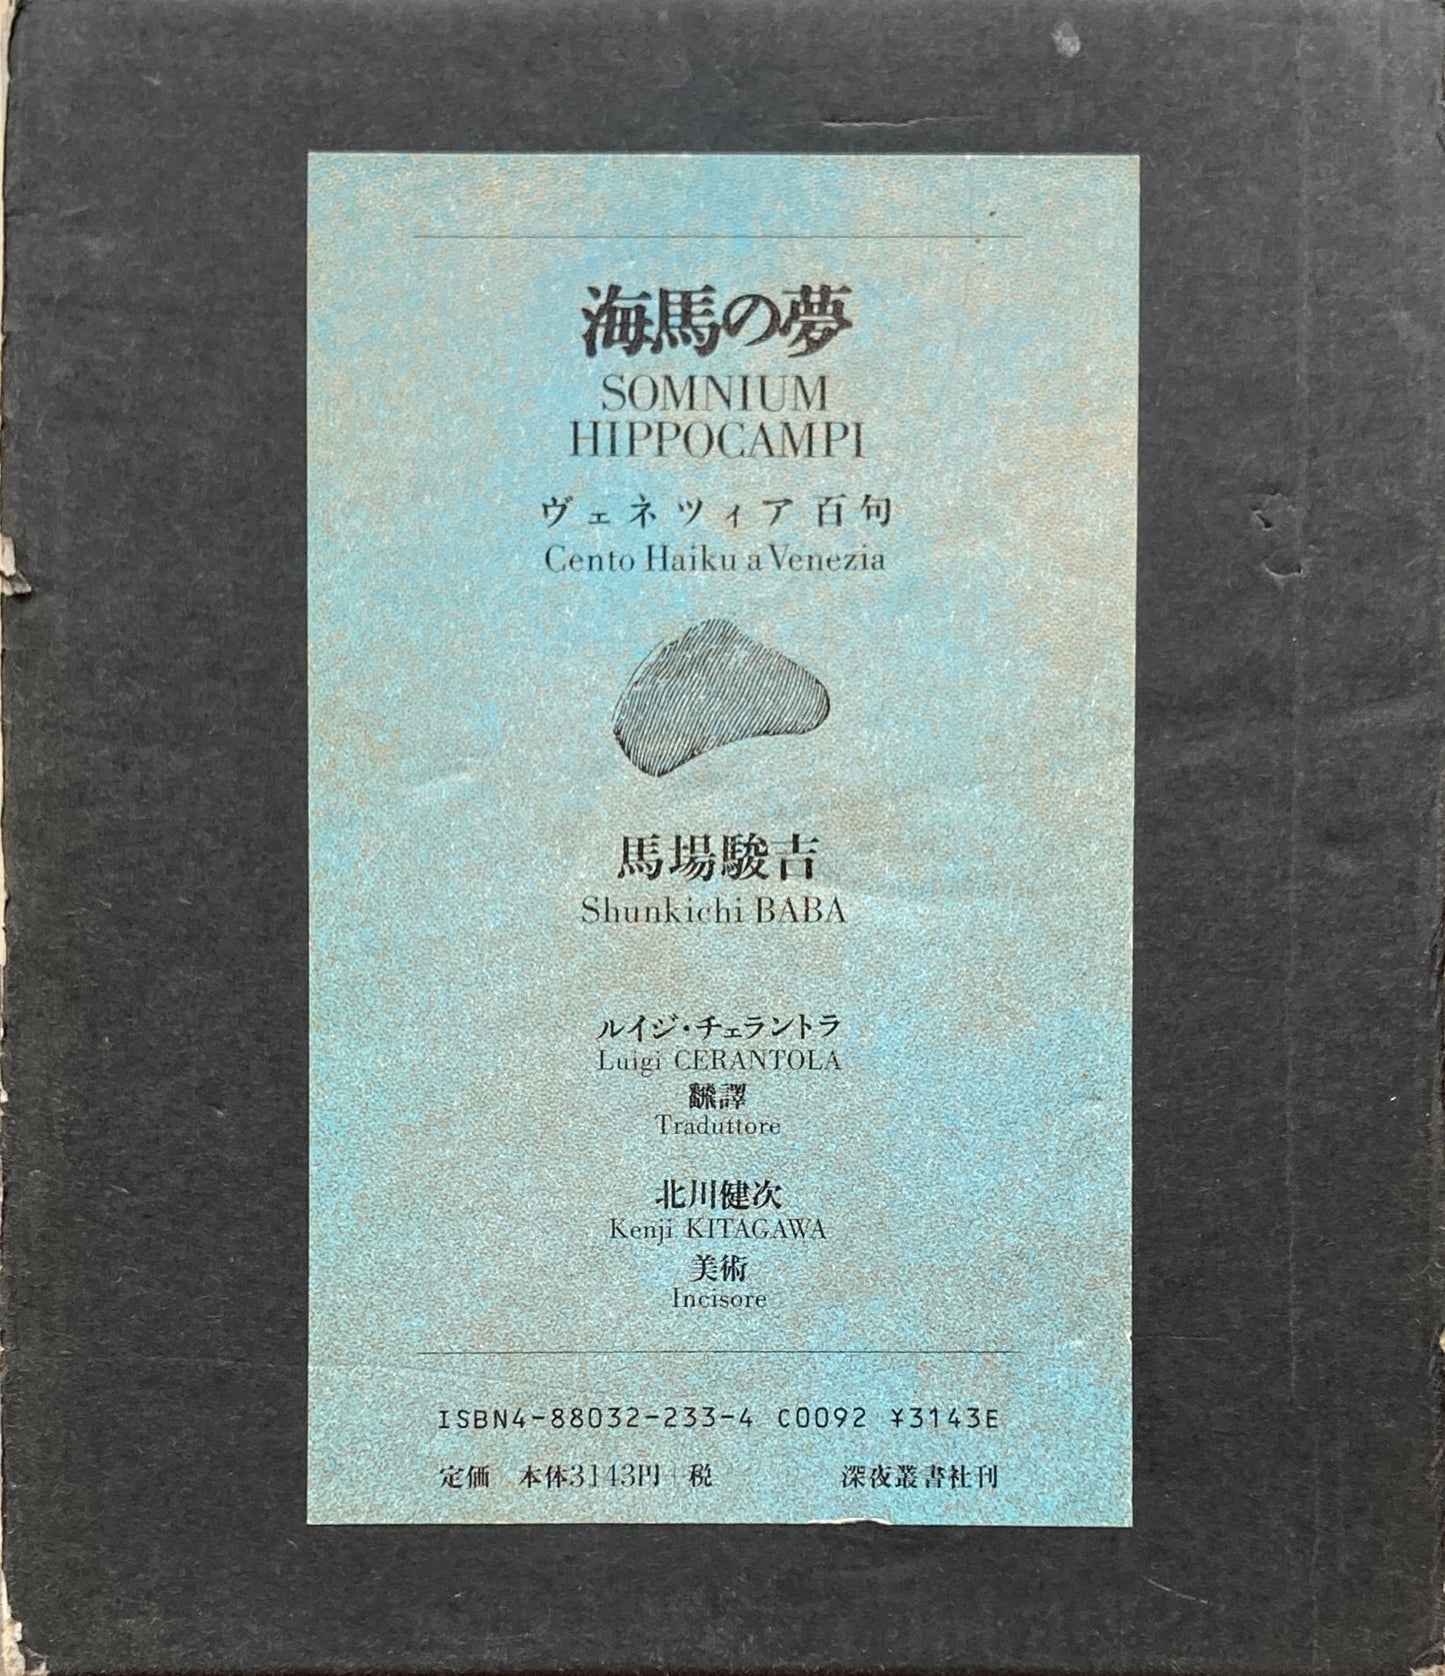 海馬の夢
SOMNIUM
HIPPOCAMPI
ヴェネツィア百句
Cento Haiku a Venezia
馬場駿吉
Shunkichi BABA
ルイジ・チェラントラ
Luigi CERANTOLA
飜譯
Traduttore
北川健次
Kenji KITAGAWA
美術
Incisore
ISBN4-88032-233-4 C0092 ¥3143E
定価 本体3143円+税 深夜叢書社刊